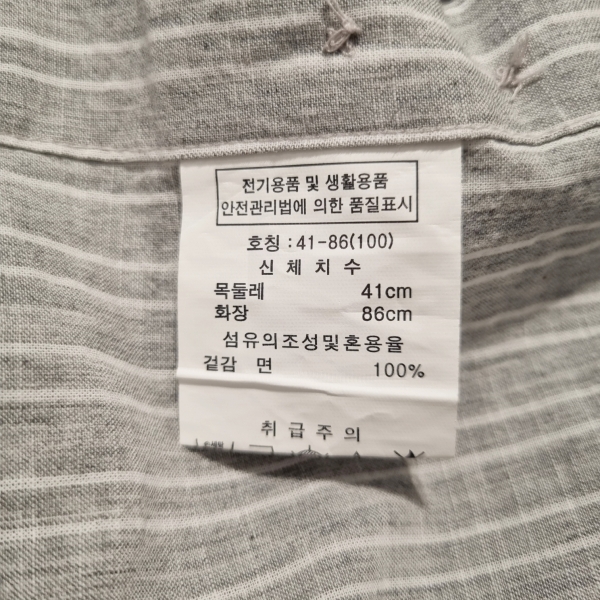 전기용품 및 생활용품
안전관리법에 의한 품질표시
호칭 : 41-86(100)
신 체 치 수
목둘레 41cm
화장 86cm
섬유의조성및혼용율
겉감 면 100%
취 급 주 의